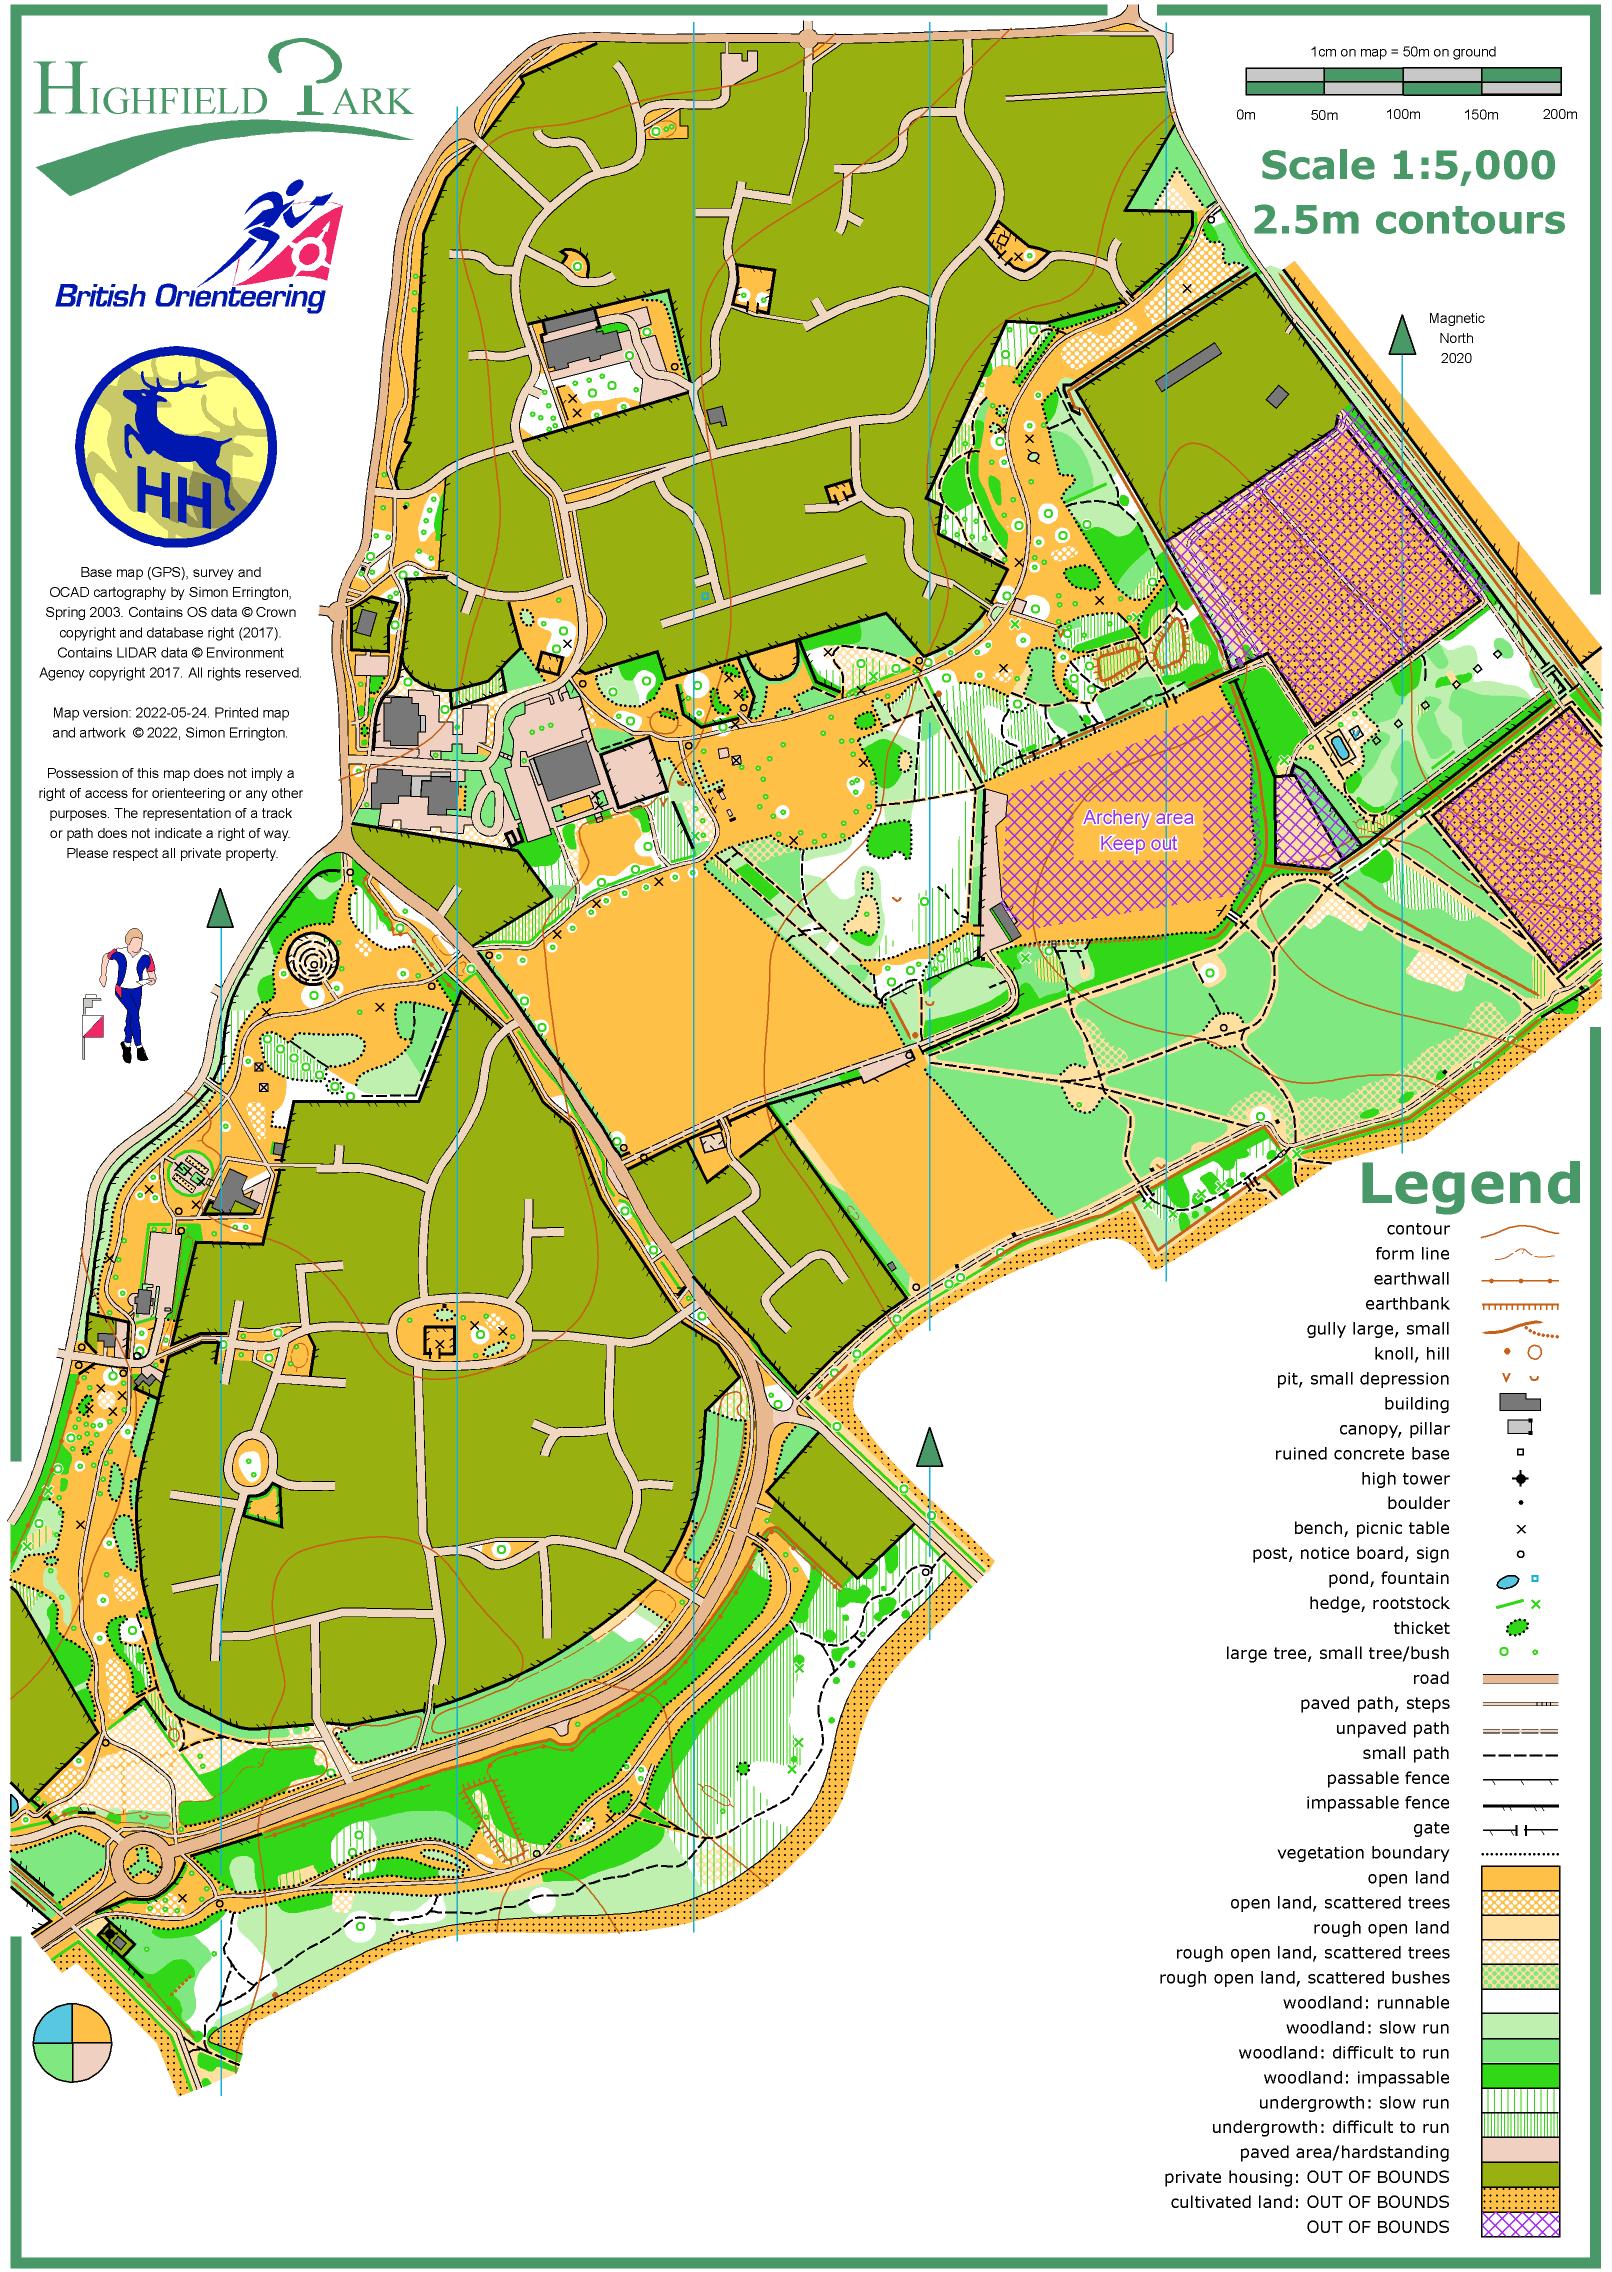 HIGHFIELD PARK
British Orienteering
HH
Base map (GPS), survey and
OCAD cartography by Simon Errington,
Spring 2003. Contains OS data © Crown
copyright and database right (2017).
Contains LIDAR data © Environment
Agency copyright 2017. All rights reserved.
Map version: 2022-05-24. Printed map
and artwork © 2022, Simon Errington.
Possession of this map does not imply a
right of access for orienteering or any other
purposes. The representation of a track
or path does not indicate a right of way.
Please respect all private property.
1cm on map = 50m on ground
0m 50m 100m 150m 200m
Scale 1:5,000
2.5m contours
Magnetic
North
2020
Archery area
Keep out
Legend
contour
form line
earthwall
earthbank
gully large, small
knoll, hill
pit, small depression
building
canopy, pillar
ruined concrete base
high tower
boulder
bench, picnic table
post, notice board, sign
pond, fountain
hedge, rootstock
thicket
large tree, small tree/bush
road
paved path, steps
unpaved path
small path
passable fence
impassable fence
gate
vegetation boundary
open land
open land, scattered trees
rough open land
rough open land, scattered trees
rough open land, scattered bushes
woodland: runnable
woodland: slow run
woodland: difficult to run
woodland: impassable
undergrowth: slow run
undergrowth: difficult to run
paved area/hardstanding
private housing: OUT OF BOUNDS
cultivated land: OUT OF BOUNDS
OUT OF BOUNDS